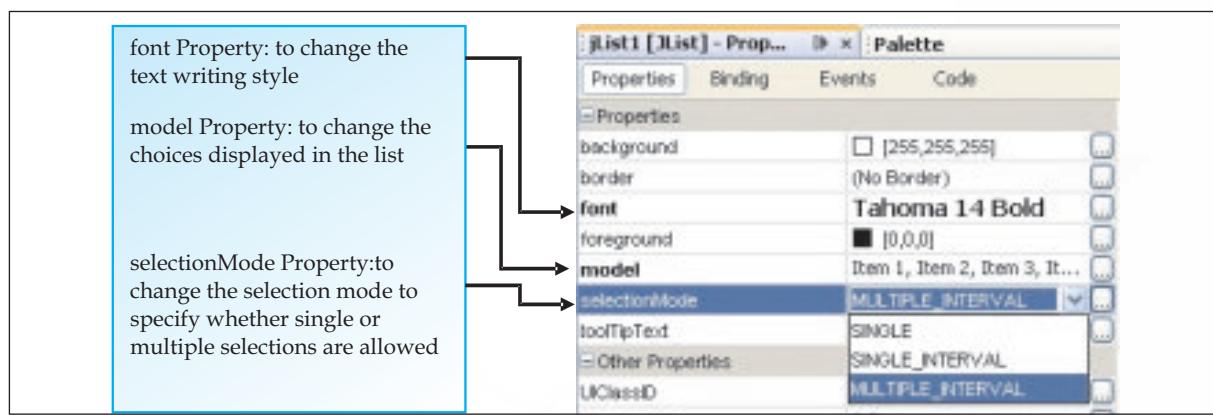 font Property: to change the
text writing style
model Property: to change the
choices displayed in the list
selectionMode Property:to
change the selection mode to
specify whether single or
multiple selections are allowed
jList1 [JList] - Prop... Palette
Properties Binding Events Code
Properties
background [255,255,255] ...
border (No Border) ...
font Tahoma 14 Bold ...
foreground [0,0,0] ...
model Item 1, Item 2, Item 3, It... ...
selectionMode MULTIPLE_INTERVAL ...
toolTipText ...
SINGLE
Other Properties
SINGLE_INTERVAL
UIClassID ...
MULTIPLE_INTERVAL